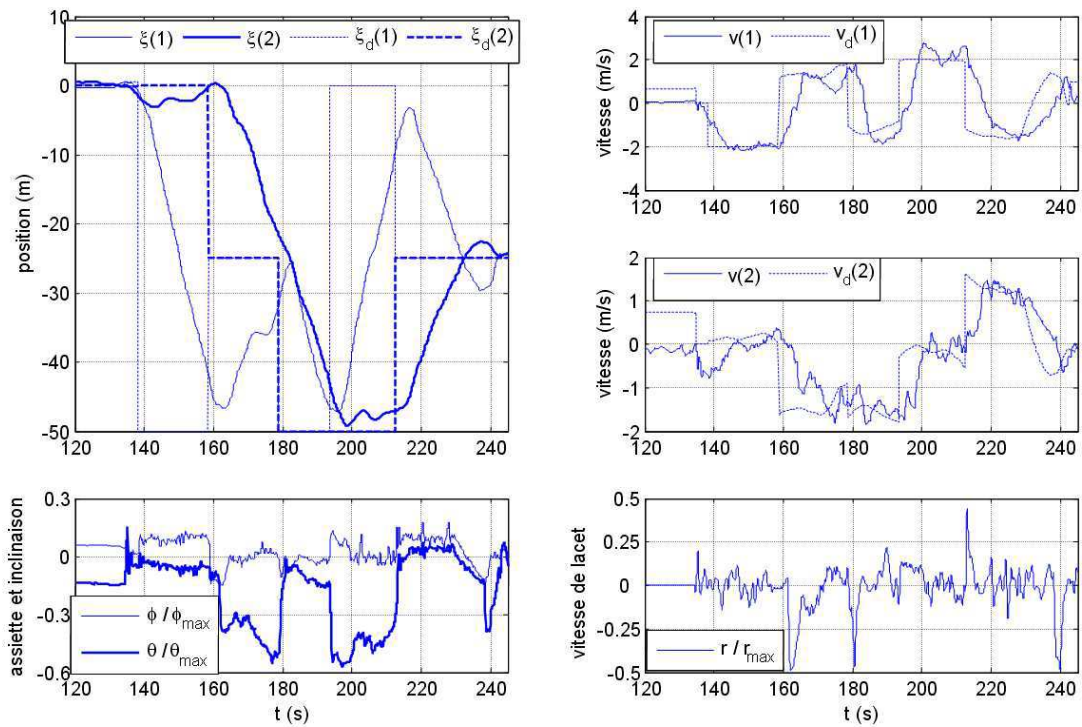 ξ(1) ξ(2) ξd(1) ξd(2)
position (m)
10
0
-10
-20
-30
-40
-50
120 140 160 180 200 220 240
v(1) vd(1)
vitesse (m/s)
4
2
0
-2
-4
120 140 160 180 200 220 240
v(2) vd(2)
vitesse (m/s)
2
1
0
-1
-2
120 140 160 180 200 220 240
assiette et inclinaison
0.3
0
-0.3
-0.6
ϕ / ϕmax
θ / θmax
120 140 160 180 200 220 240
t (s)
vitesse de lacet
0.5
0.25
0
-0.25
-0.5
r / rmax
120 140 160 180 200 220 240
t (s)